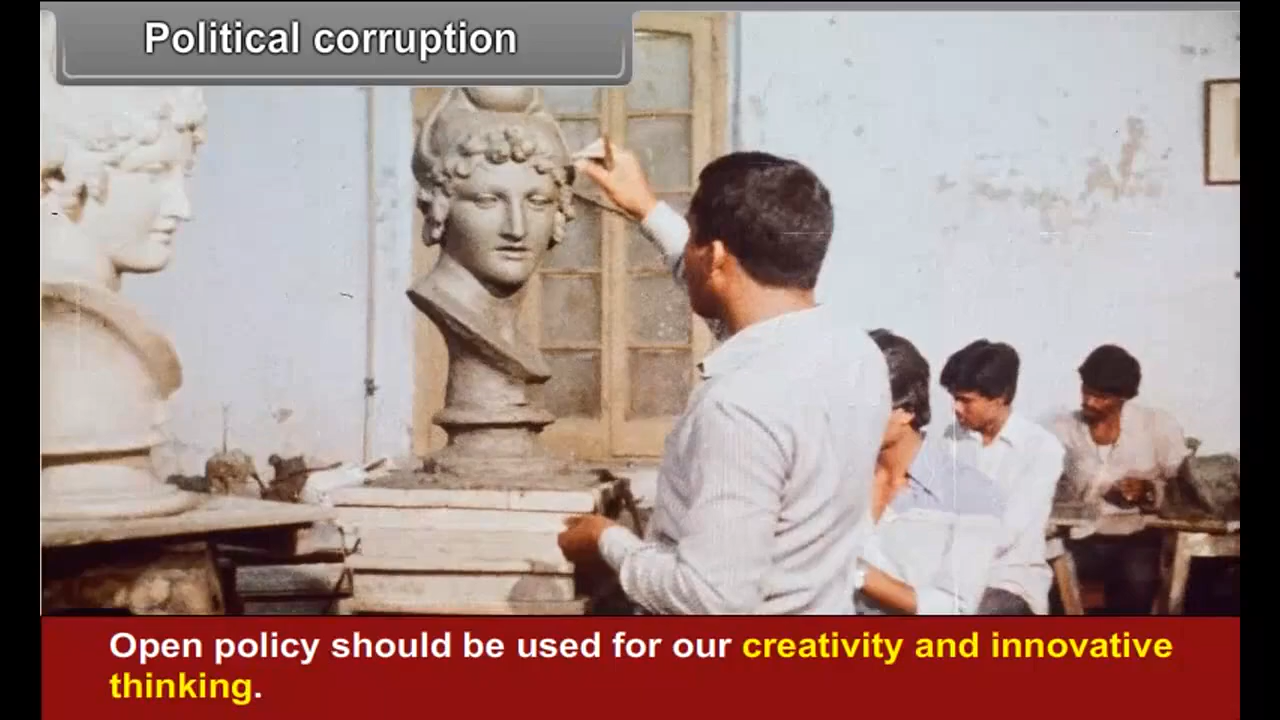 Political corruption
Open policy should be used for our creativity and innovative
thinking.